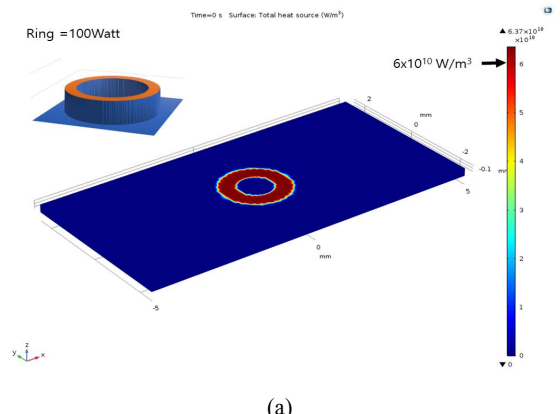 Time=0 s   Surface: Total heat source (W/m³)
Ring =100Watt
▲ 6.37×10¹⁰
×10¹⁰
6x10¹⁰ W/m³
6
5
4
3
2
1
0
▼ 0
2
mm
0
-2
-0.1
mm
5
0
mm
-5
z
y
x
(a)